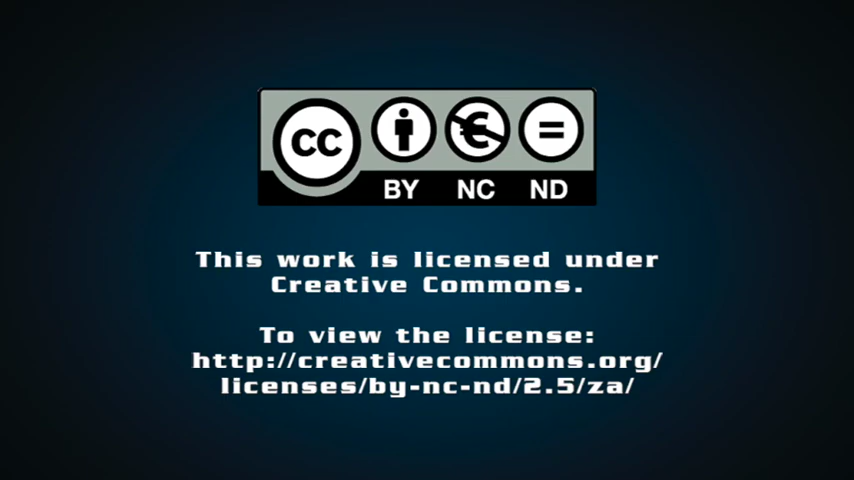 CC
BY NC ND
This work is licensed under
Creative Commons.
To view the license:
http://creativecommons.org/
licenses/by-nc-nd/2.5/za/